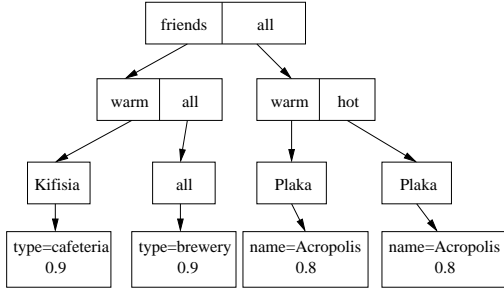 friends all
warm all warm hot
Kifisia all Plaka Plaka
type=cafeteria type=brewery name=Acropolis name=Acropolis
0.9 0.9 0.8 0.8